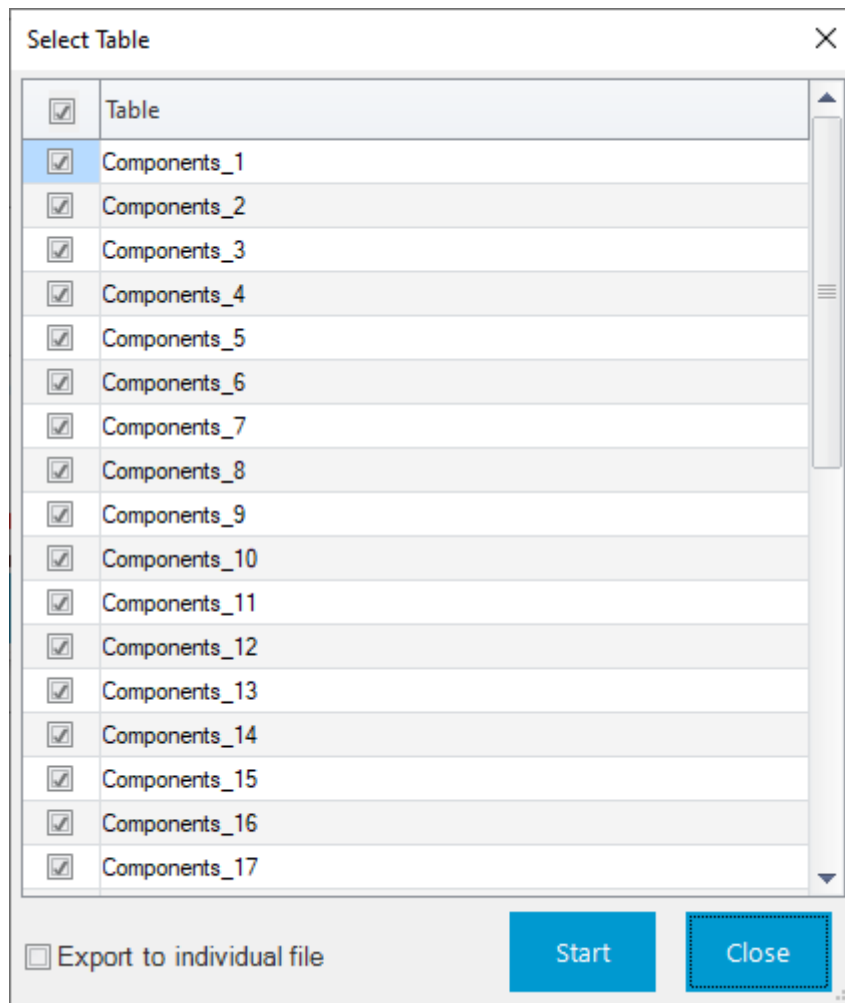 Select Table
Table
Components_1
Components_2
Components_3
Components_4
Components_5
Components_6
Components_7
Components_8
Components_9
Components_10
Components_11
Components_12
Components_13
Components_14
Components_15
Components_16
Components_17
Export to individual file
Start
Close